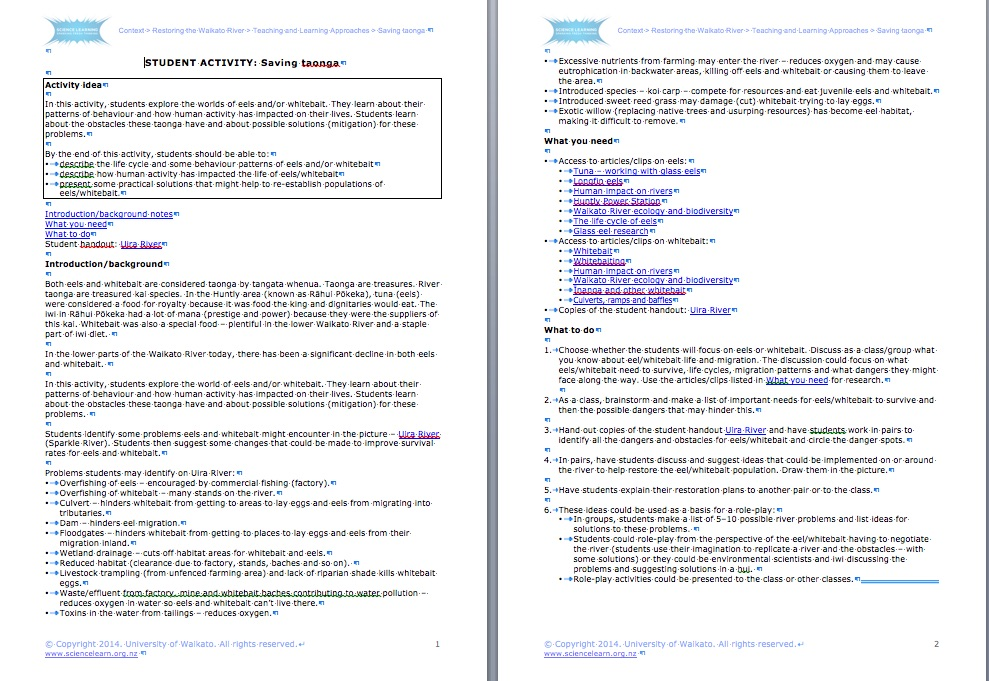 SCIENCE LEARNING
Context > Restoring the Waikato River > Teaching and Learning Approaches > Saving taonga
STUDENT ACTIVITY: Saving taonga
Activity idea
In this activity, students explore the worlds of eels and/or whitebait. They learn about their
patterns of behaviour and how human activity has impacted on their lives. Students learn
about the obstacles these taonga have and about possible solutions (mitigation) for these
problems.
By the end of this activity, students should be able to:
• describe the life cycle and some behaviour patterns of eels and/or whitebait
• describe how human activity has impacted the life of eels/whitebait
• present some practical solutions that might help to re-establish populations of
eels/whitebait.
Introduction/background notes
What you need
What to do
Student handout: Uira River
Introduction/background
Both eels and whitebait are considered taonga by tangata whenua. Taonga are treasures. River
taonga are treasured kai species. In the Huntly area (known as Rāhui Pōkeka), tuna (eels)
were considered a food for royalty because it was food the king and dignitaries would eat. The
iwi in Rāhui Pōkeka had a lot of mana (prestige and power) because they were the suppliers of
this kai. Whitebait was also a special food – plentiful in the lower Waikato River and a staple
part of iwi diet.
In the lower parts of the Waikato River today, there has been a significant decline in both eels
and whitebait.
In this activity, students explore the world of eels and/or whitebait. They learn about their
patterns of behaviour and how human activity has impacted on their lives. Students learn
about the obstacles these taonga have and about possible solutions (mitigation) for these
problems.
Students identify some problems eels and whitebait might encounter in the picture – Uira River
(Sparkle River). Students then suggest some changes that could be made to improve survival
rates for eels and whitebait.
Problems students may identify on Uira River:
• Overfishing of eels – encouraged by commercial fishing (factory).
• Overfishing of whitebait – many stands on the river.
• Culvert – hinders whitebait from getting to areas to lay eggs and eels from migrating into
tributaries.
• Dam – hinders eel migration.
• Floodgates – hinders whitebait from getting to places to lay eggs and eels from their
migration inland.
• Wetland drainage – cuts off habitat areas for whitebait and eels.
• Reduced habitat (clearance due to factory, stands, baches and so on).
• Livestock trampling (from unfenced farming area) and lack of riparian shade kills whitebait
eggs.
• Waste/effluent from factory, mine and whitebait baches contributing to water pollution –
reduces oxygen in water so eels and whitebait can't live there.
• Toxins in the water from tailings – reduces oxygen.
© Copyright 2014. University of Waikato. All rights reserved.
www.sciencelearn.org.nz
1
SCIENCE LEARNING
Context > Restoring the Waikato River > Teaching and Learning Approaches > Saving taonga
• Excessive nutrients from farming may enter the river – reduces oxygen and may cause
eutrophication in backwater areas, killing off eels and whitebait or causing them to leave
the area.
• Introduced species – koi carp – compete for resources and eat juvenile eels and whitebait.
• Introduced sweet reed grass may damage (cut) whitebait trying to lay eggs.
• Exotic willow (replacing native trees and usurping resources) has become eel habitat,
making it difficult to remove.
What you need
• Access to articles/clips on eels:
• Tuna – working with glass eels
• Longfin eels
• Human impact on rivers
• Huntly Power Station
• Waikato River ecology and biodiversity
• The life cycle of eels
• Glass eel research
• Access to articles/clips on whitebait:
• Whitebait
• Whitebaiting
• Human impact on rivers
• Waikato River ecology and biodiversity
• Īnanga and other whitebait
• Culverts, ramps and baffles
• Copies of the student handout: Uira River
What to do
1. Choose whether the students will focus on eels or whitebait. Discuss as a class/group what
you know about eel/whitebait life and migration. The discussion could focus on what
eels/whitebait need to survive, life cycles, migration patterns and what dangers they might
face along the way. Use the articles/clips listed in What you need for research.
2. As a class, brainstorm and make a list of important needs for eels/whitebait to survive and
then the possible dangers that may hinder this.
3. Hand out copies of the student handout Uira River and have students work in pairs to
identify all the dangers and obstacles for eels/whitebait and circle the danger spots.
4. In pairs, have students discuss and suggest ideas that could be implemented on or around
the river to help restore the eel/whitebait population. Draw them in the picture.
5. Have students explain their restoration plans to another pair or to the class.
6. These ideas could be used as a basis for a role-play:
• In groups, students make a list of 5–10 possible river problems and list ideas for
solutions to these problems.
• Students could role-play from the perspective of the eel/whitebait having to negotiate
the river (students use their imagination to replicate a river and the obstacles – with
some solutions) or they could be environmental scientists and iwi discussing the
problems and suggesting solutions in a hui.
• Role-play activities could be presented to the class or other classes.
© Copyright 2014. University of Waikato. All rights reserved.
www.sciencelearn.org.nz
2